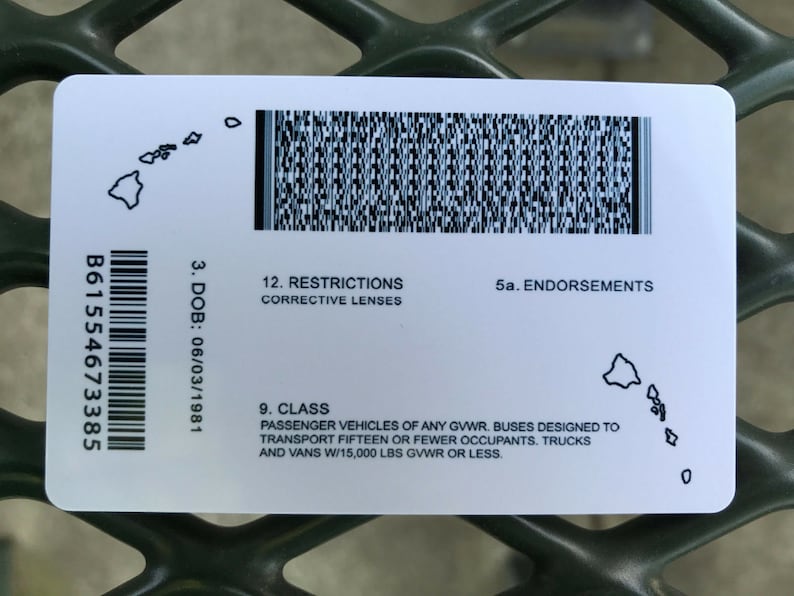 12. RESTRICTIONS
CORRECTIVE LENSES
5a. ENDORSEMENTS
9. CLASS
PASSENGER VEHICLES OF ANY GVWR. BUSES DESIGNED TO
TRANSPORT FIFTEEN OR FEWER OCCUPANTS. TRUCKS
AND VANS W/15,000 LBS GVWR OR LESS.
3. DOB: 06/03/1981
B61554673385